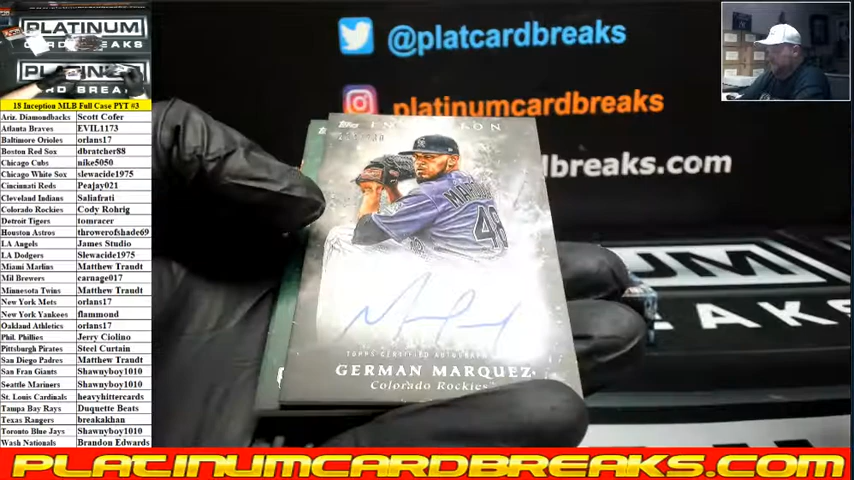 PLATINUM
CARD BREAKS
PLATINUM
18 Inception MLB Full Case PYT #3
Ariz. Diamondbacks Scott Cofer
Atlanta Braves EVIL1173
Baltimore Orioles orlans17
Boston Red Sox dbratcher88
Chicago Cubs nike5050
Chicago White Sox slewacide1975
Cincinnati Reds Peajay021
Cleveland Indians Saliafrati
Colorado Rockies Cody Rohrig
Detroit Tigers tomracer
Houston Astros throwerofshade69
LA Angels James Studio
LA Dodgers Slewacide1975
Miami Marlins Matthew Trandt
Mil Brewers carnage017
Minnesota Twins Matthew Trandt
New York Mets orlans17
New York Yankees flammond
Oakland Athletics orlans17
Phil. Phillies Jerry Ciolino
Pittsburgh Pirates Steel Curtain
San Diego Padres Matthew Trandt
San Fran Giants Shawnyboy1010
Seattle Mariners Shawnyboy1010
St. Louis Cardinals heavyhittercards
Tampa Bay Rays Duquette Beats
Texas Rangers breakakhan
Toronto Blue Jays Shawnyboy1010
Wash Nationals Brandon Edwards
@platcardbreaks
platinumcardbreaks
dbreaks.com
Topps
MARQUEZ
48
TOPPS CERTIFIED AUTOGRAPH
GERMAN MARQUEZ
Colorado Rockies
NUM
EAKS
PLATINUMCARDBREAKS.COM